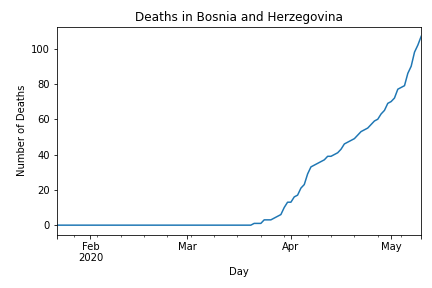 Deaths in Bosnia and Herzegovina
100
80
60
40
20
0
Number of Deaths
Feb
2020
Mar
Apr
May
Day